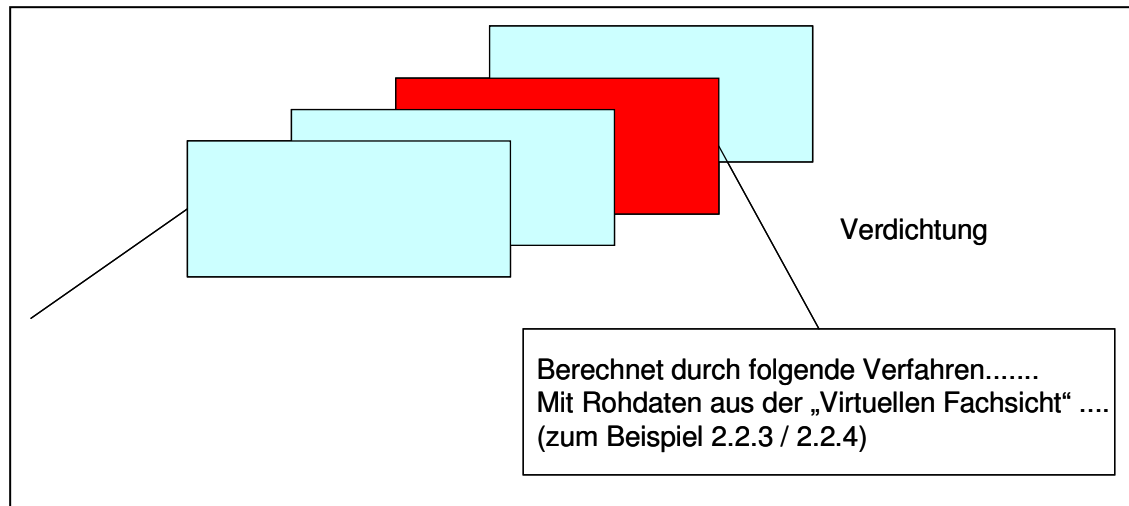 Verdichtung
Berechnet durch folgende Verfahren.......
Mit Rohdaten aus der „Virtuellen Fachsicht“ ....
(zum Beispiel 2.2.3 / 2.2.4)